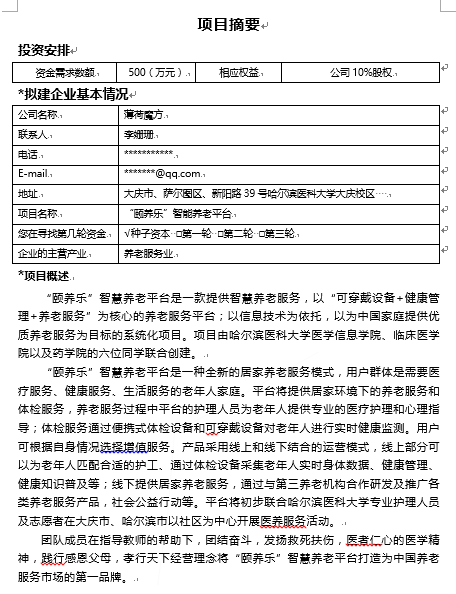 项目摘要
投资安排
资金需求数额 500（万元） 相应权益 公司10%股权
*拟建企业基本情况
公司名称 薄荷魔方
联系人 李姗珊
电话 ***********
E-mail *******@qq.com
地址 大庆市、萨尔图区、新阳路39号哈尔滨医科大学大庆校区
项目名称 “颐养乐”智能养老平台
您在寻找第几轮资金 √种子资本 □第一轮 □第二轮 □第三轮
企业的主营产业 养老服务业
*项目概述
“颐养乐”智慧养老平台是一款提供智慧养老服务，以“可穿戴设备+健康管
理+养老服务”为核心的养老服务平台；以信息技术为依托，以为中国家庭提供优
质养老服务为目标的系统化项目。项目由哈尔滨医科大学医学信息学院、临床医学
院以及药学院的六位同学联合创建。
“颐养乐”智慧养老平台是一种全新的居家养老服务模式，用户群体是需要医
疗服务、健康服务、生活服务的老年人家庭。平台将提供居家环境下的养老服务和
体检服务，养老服务过程中平台的护理人员为老年人提供专业的医疗护理和心理指
导；体检服务通过便携式体检设备和可穿戴设备对老年人进行实时健康监测。用户
可根据自身情况选择增值服务。产品采用线上和线下结合的运营模式，线上部分可
以为老年人匹配合适的护工、通过体检设备采集老年人实时身体数据、健康管理、
健康知识普及等；线下提供居家养老服务，通过与第三养老机构合作研发及推广各
类养老服务产品，社会公益行动等。平台将初步联合哈尔滨医科大学专业护理人员
及志愿者在大庆市、哈尔滨市以社区为中心开展医养服务活动。
团队成员在指导教师的帮助下，团结奋斗，发扬救死扶伤，医者仁心的医学精
神，践行感恩父母，孝行天下经营理念将“颐养乐”智慧养老平台打造为中国养老
服务市场的第一品牌。